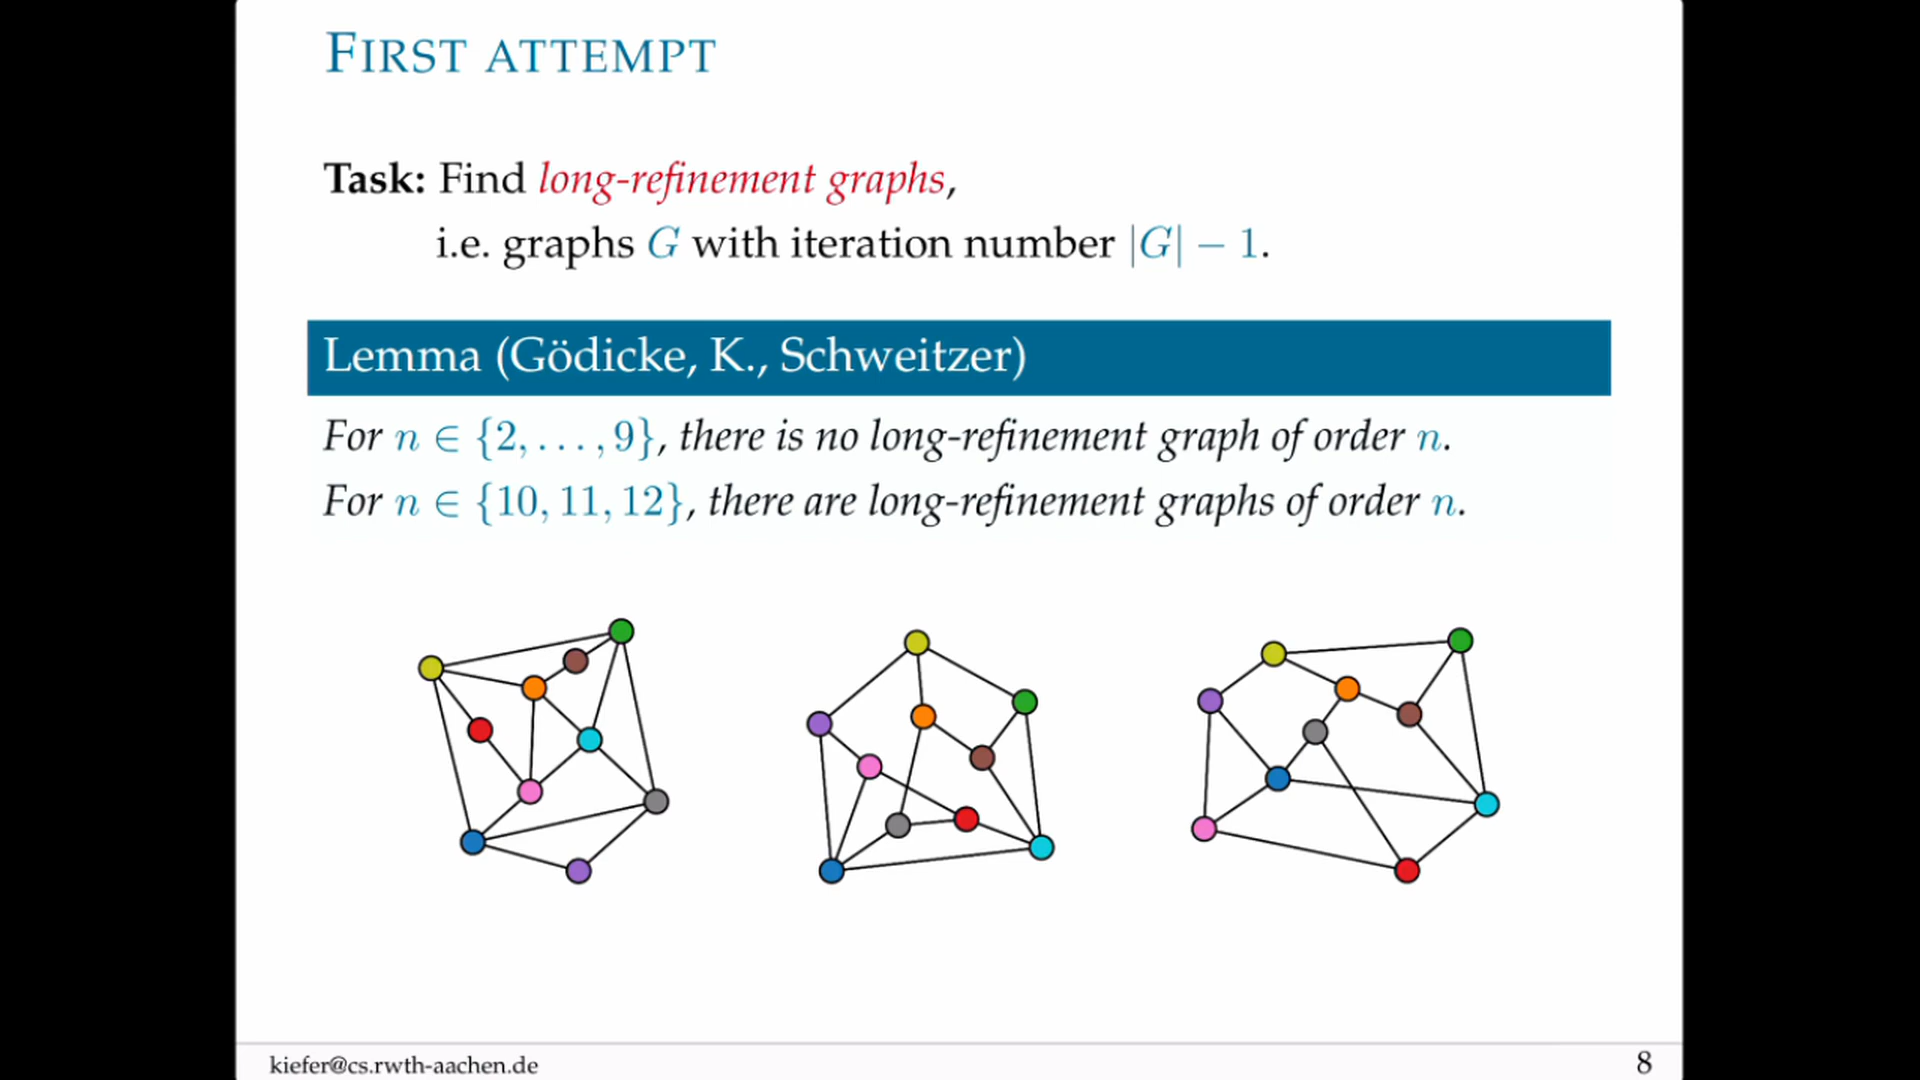 FIRST ATTEMPT
Task: Find long-refinement graphs,
i.e. graphs G with iteration number |G| − 1.
Lemma (Gödicke, K., Schweitzer)
For n ∈ {2, . . . , 9}, there is no long-refinement graph of order n.
For n ∈ {10, 11, 12}, there are long-refinement graphs of order n.
kiefer@cs.rwth-aachen.de
8